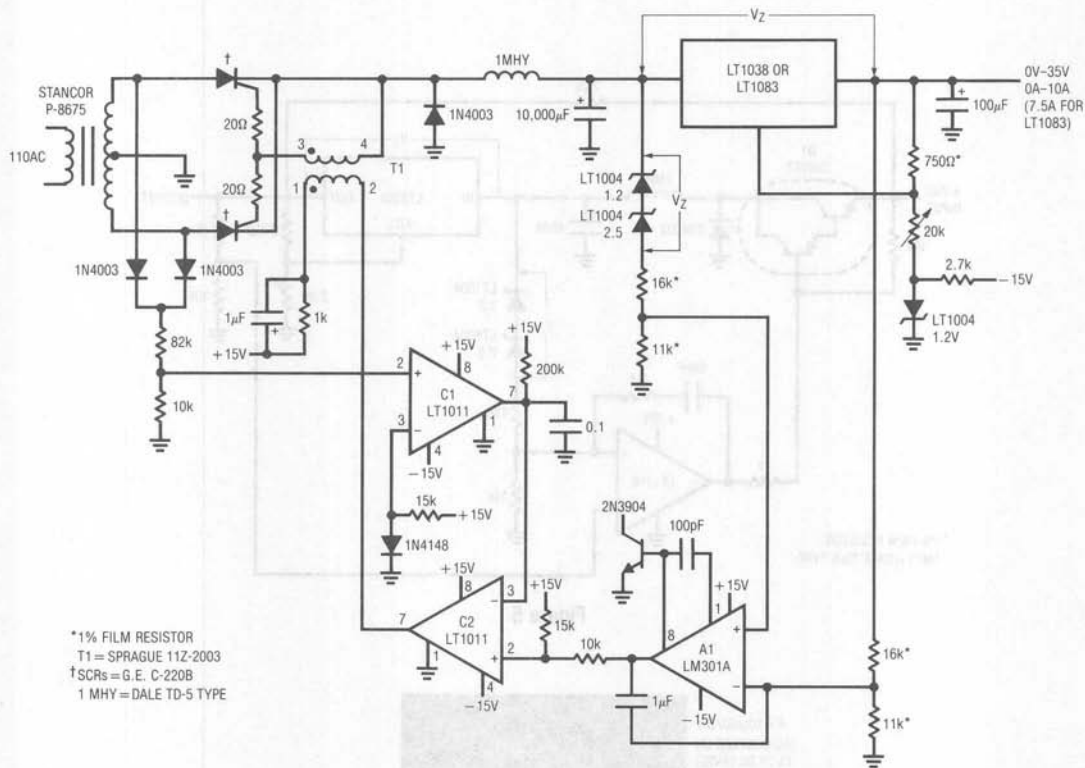 STANCOR
P-8675
110AC
†
20Ω
20Ω
†
3
4
1
2
T1
1N4003
1MHY
10,000µF
+
VZ
LT1038 OR
LT1083
+
100µF
0V–35V
0A–10A
(7.5A FOR
LT1083)
750Ω*
20k
2.7k
–15V
LT1004
1.2V
LT1004
1.2
LT1004
2.5
VZ
16k*
11k*
1N4003
1N4003
82k
10k
1µF
+
1k
+15V
+15V
200k
+15V
2
+
8
C1
LT1011
7
3
–
4
1
–15V
0.1
15k
+15V
1N4148
+15V
8
3
–
7
C2
LT1011
1
2
+
4
–15V
+15V
15k
10k
2N3904
100pF
+15V
1
8
+
A1
LM301A
–
–15V
1µF
16k*
11k*
*1% FILM RESISTOR
T1 = SPRAGUE 11Z-2003
†SCRs = G.E. C-220B
1 MHY = DALE TD-5 TYPE